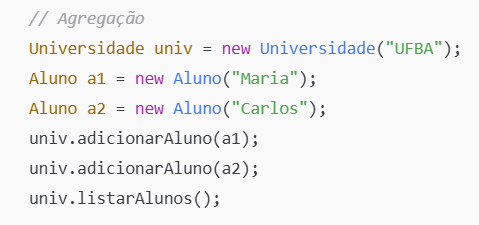 // Agregação
Universidade univ = new Universidade("UFBA");
Aluno a1 = new Aluno("Maria");
Aluno a2 = new Aluno("Carlos");
univ.adicionarAluno(a1);
univ.adicionarAluno(a2);
univ.listarAlunos();